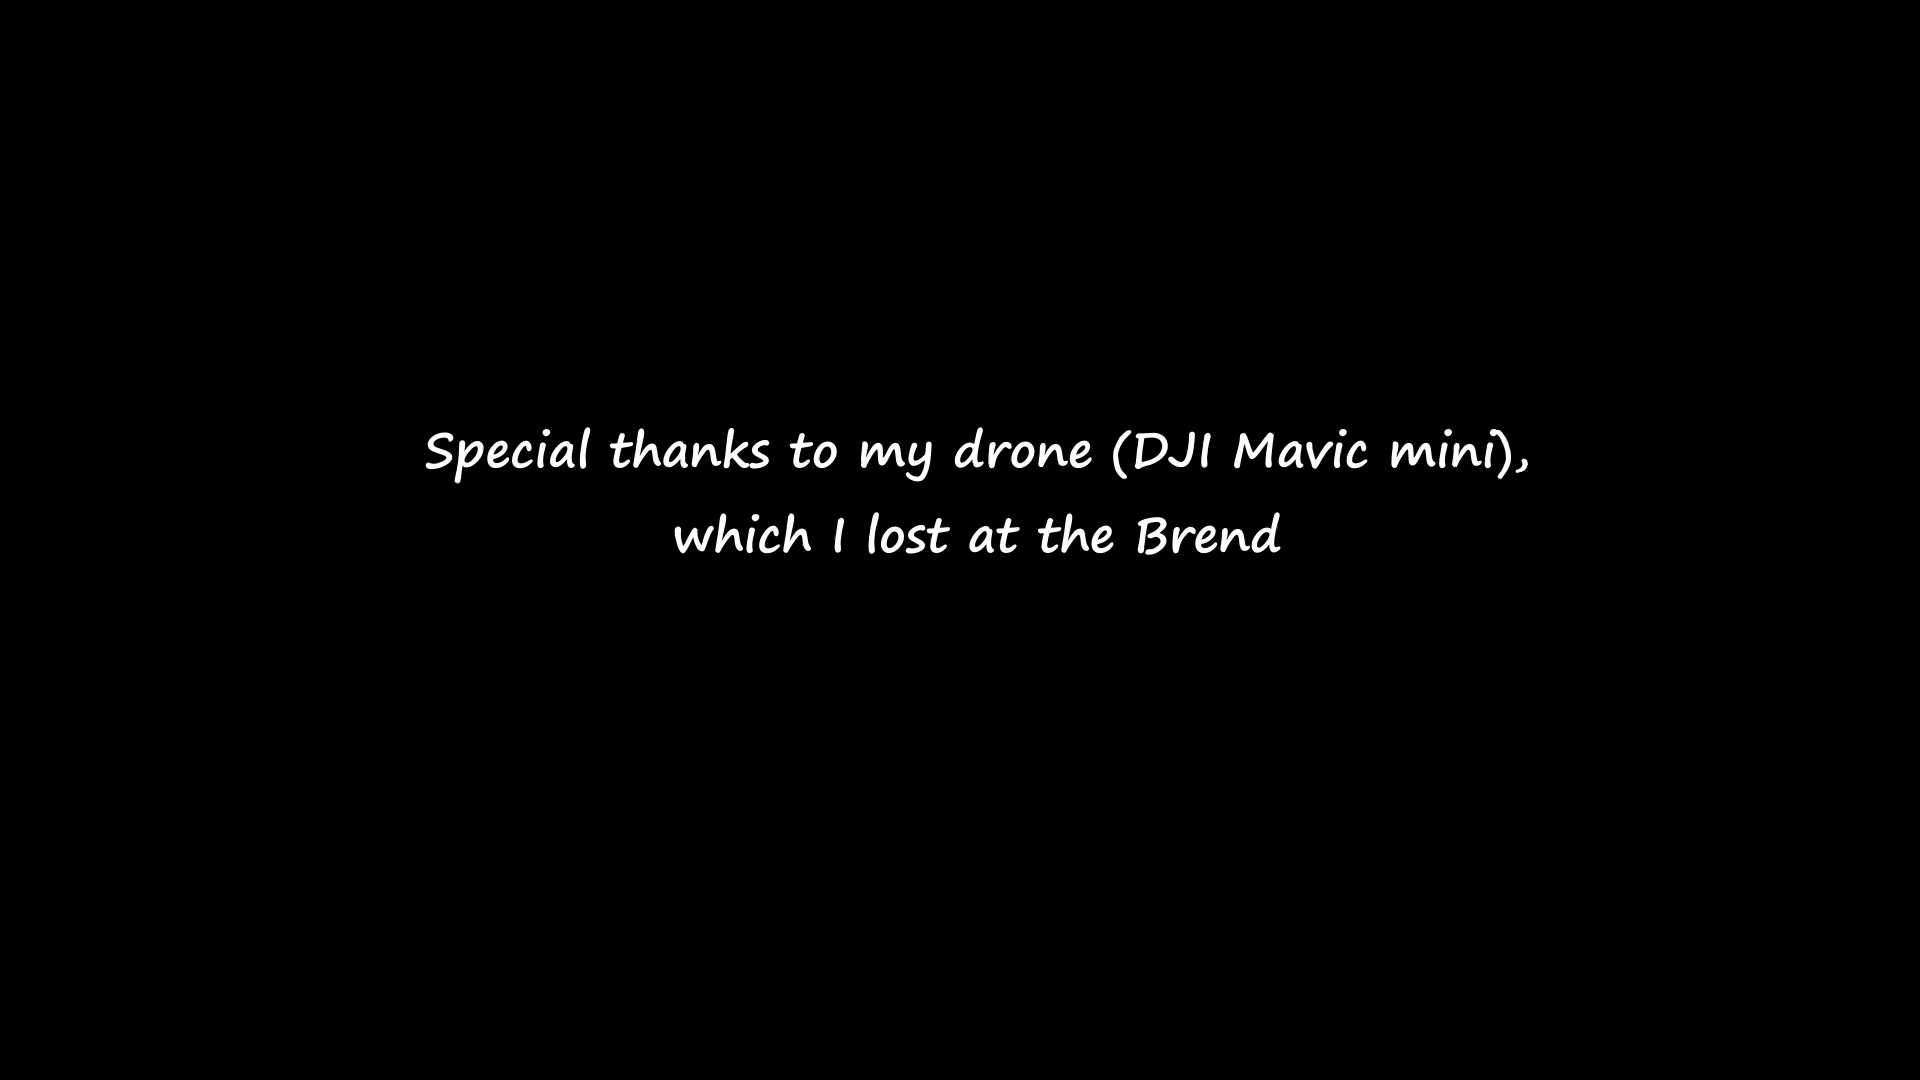 Special thanks to my drone (DJI Mavic mini),
which I lost at the Brend